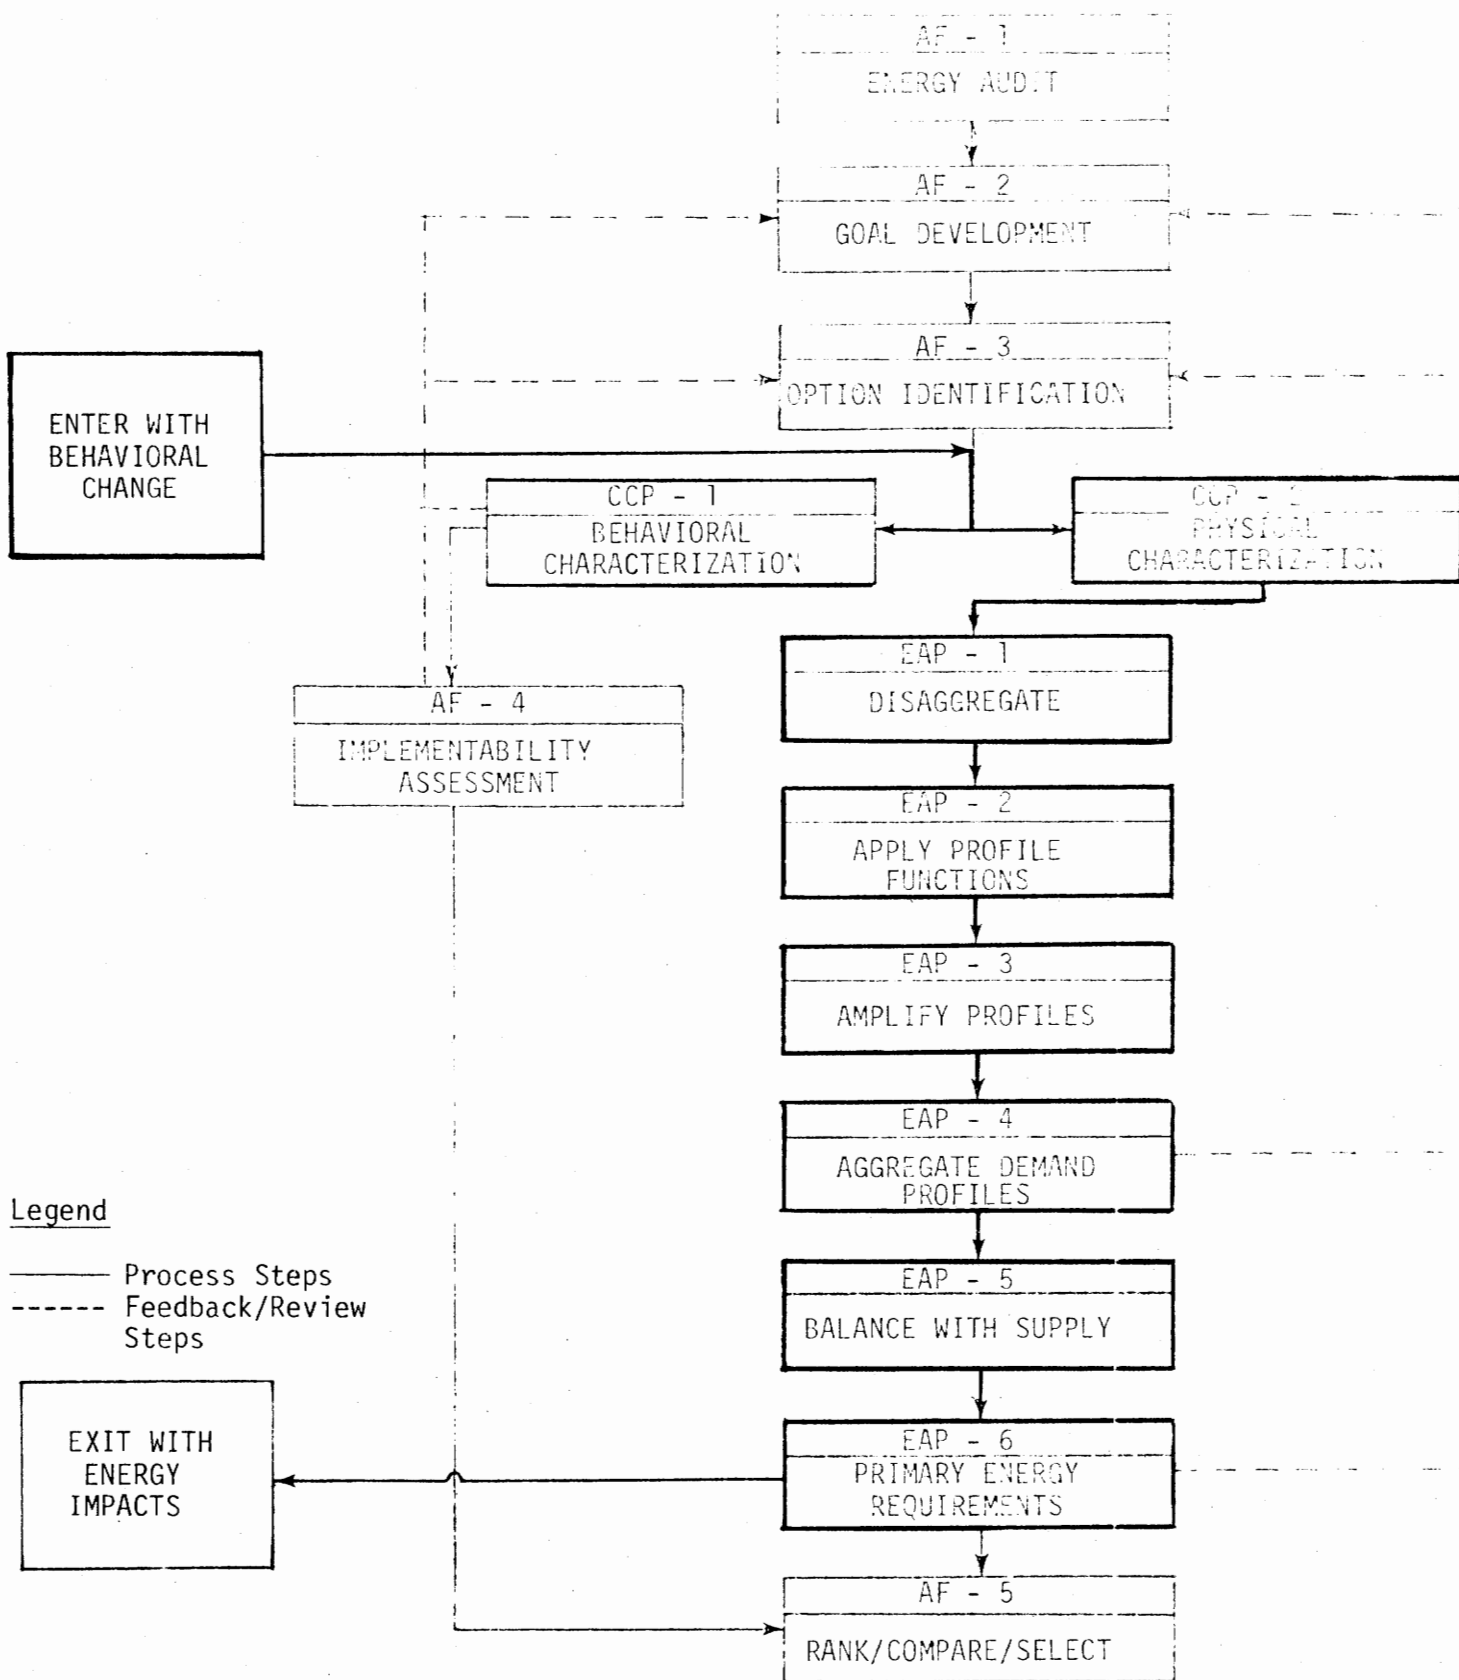 AF - 1
ENERGY AUDIT
AF - 2
GOAL DEVELOPMENT
AF - 3
OPTION IDENTIFICATION
ENTER WITH
BEHAVIORAL
CHANGE
CCP - 1
BEHAVIORAL
CHARACTERIZATION
CCP - 2
PHYSICAL
CHARACTERIZATION
EAP - 1
DISAGGREGATE
AF - 4
IMPLEMENTABILITY
ASSESSMENT
EAP - 2
APPLY PROFILE
FUNCTIONS
EAP - 3
AMPLIFY PROFILES
EAP - 4
AGGREGATE DEMAND
PROFILES
Legend
Process Steps
Feedback/Review
Steps
EAP - 5
BALANCE WITH SUPPLY
EXIT WITH
ENERGY
IMPACTS
EAP - 6
PRIMARY ENERGY
REQUIREMENTS
AF - 5
RANK/COMPARE/SELECT